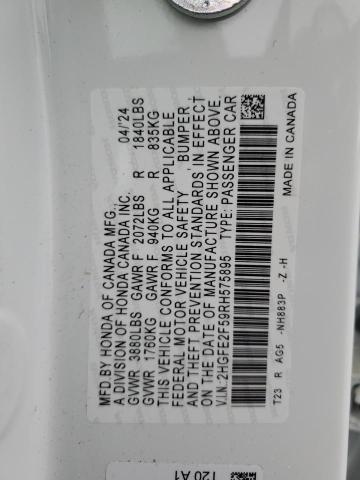 MFD.BY HONDA OF CANADA MFG., 04/'24
A DIVISION OF HONDA CANADA INC.
GVWR 3880LBS GAWR F 2072LBS R 1840LBS
GVWR 1760KG GAWR F 940KG R 835KG
THIS VEHICLE CONFORMS TO ALL APPLICABLE
FEDERAL MOTOR VEHICLE SAFETY, BUMPER,
AND THEFT PREVENTION STANDARDS IN EFFECT
ON THE DATE OF MANUFACTURE SHOWN ABOVE.
V.I.N.:2HGFE2F59RH575895 TYPE:PASSENGER CAR
T23 R AG5 -NH883P -Z -H MADE IN CANADA
T20 A1